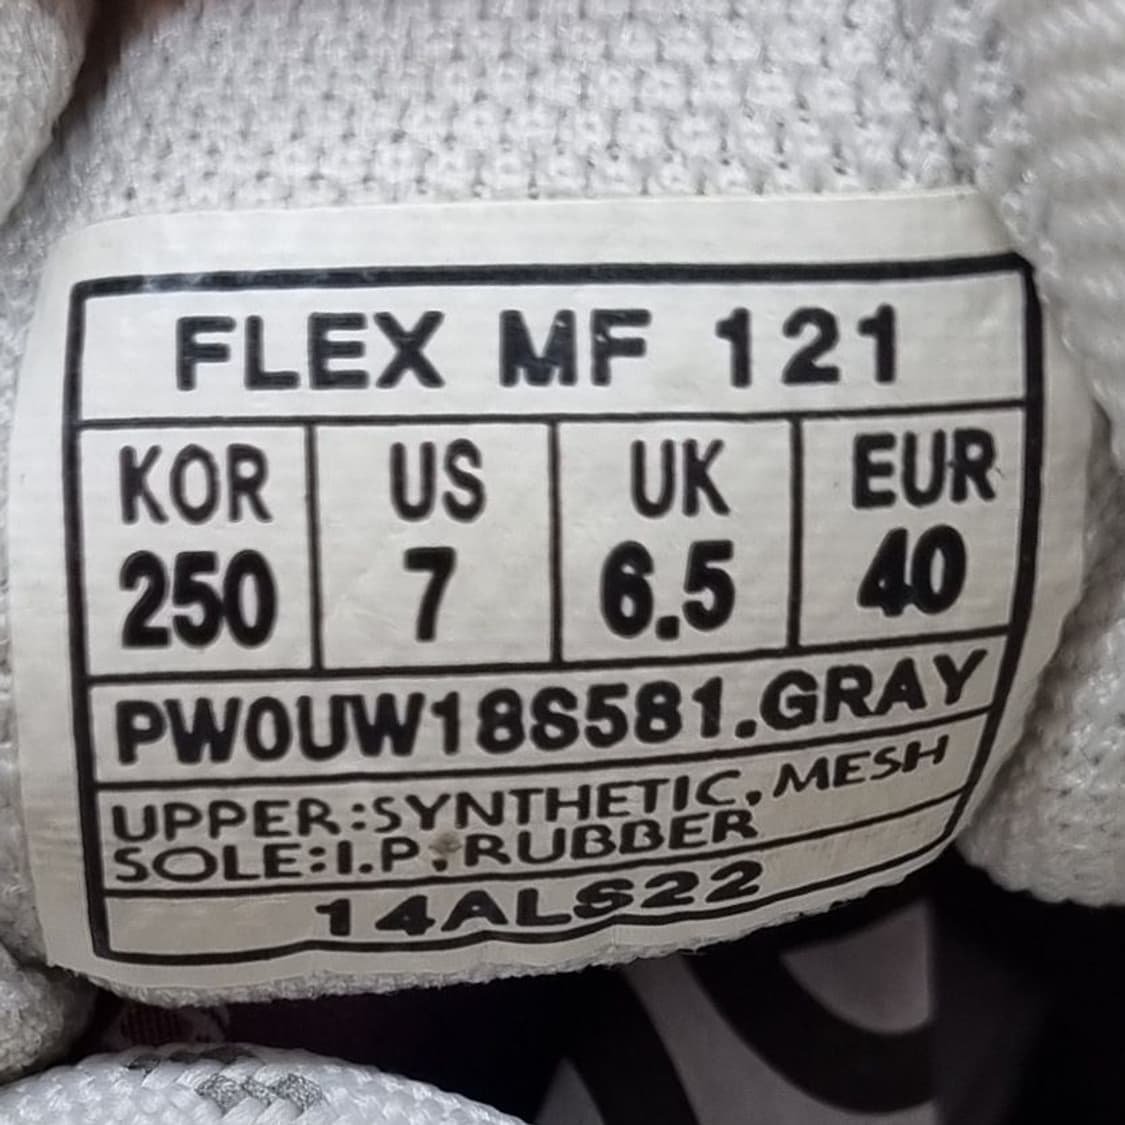 FLEX MF 121
KOR US UK EUR
250 7 6.5 40
PW0UW18S581.GRAY
UPPER:SYNTHETIC, MESH
SOLE:I.P, RUBBER
14ALS22